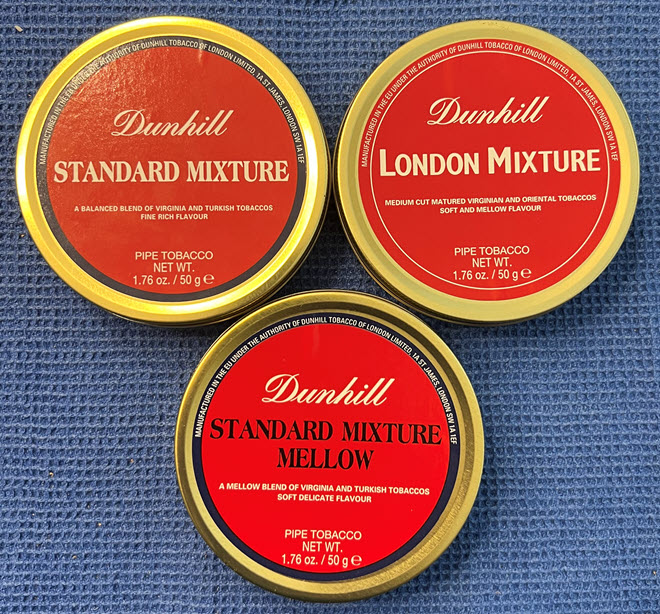 MANUFACTURED IN THE EU UNDER THE AUTHORITY OF DUNHILL TOBACCO OF LONDON LIMITED, 1A ST JAMES, LONDON SW 1A 1EF
Dunhill
STANDARD MIXTURE
A BALANCED BLEND OF VIRGINIA AND TURKISH TOBACCOS
FINE RICH FLAVOUR
PIPE TOBACCO
NET WT.
1.76 oz. / 50 g e
MANUFACTURED IN THE EU UNDER THE AUTHORITY OF DUNHILL TOBACCO OF LONDON LIMITED, 1A ST JAMES, LONDON SW 1A 1EF
Dunhill
LONDON MIXTURE
MEDIUM CUT MATURED VIRGINIAN AND ORIENTAL TOBACCOS
SOFT AND MELLOW FLAVOUR
PIPE TOBACCO
NET WT.
1.76 oz. / 50 g e
MANUFACTURED IN THE EU UNDER THE AUTHORITY OF DUNHILL TOBACCO OF LONDON LIMITED, 1A ST JAMES, LONDON SW 1A 1EF
Dunhill
STANDARD MIXTURE
MELLOW
A MELLOW BLEND OF VIRGINIA AND TURKISH TOBACCOS
SOFT DELICATE FLAVOUR
PIPE TOBACCO
NET WT.
1.76 oz. / 50 g e